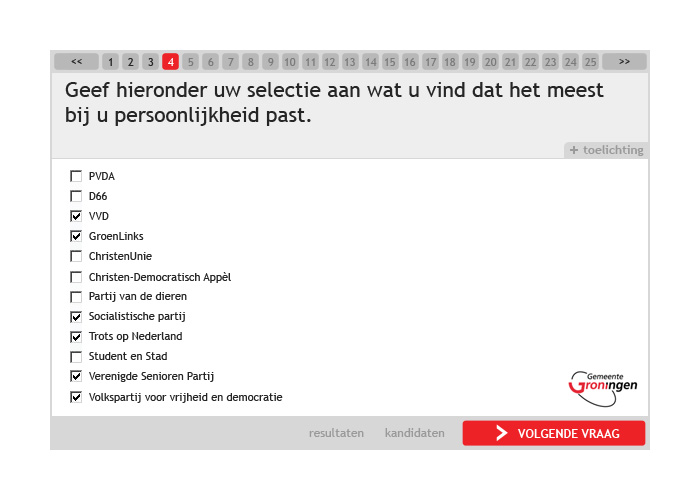 << 1 2 3 4 5 6 7 8 9 10 11 12 13 14 15 16 17 18 19 20 21 22 23 24 25 >>
Geef hieronder uw selectie aan wat u vind dat het meest
bij u persoonlijkheid past.
+ toelichting
PVDA
D66
VVD
GroenLinks
ChristenUnie
Christen-Democratisch Appèl
Partij van de dieren
Socialistische partij
Trots op Nederland
Student en Stad
Verenigde Senioren Partij
Volkspartij voor vrijheid en democratie
Gemeente
Groningen
resultaten kandidaten VOLGENDE VRAAG